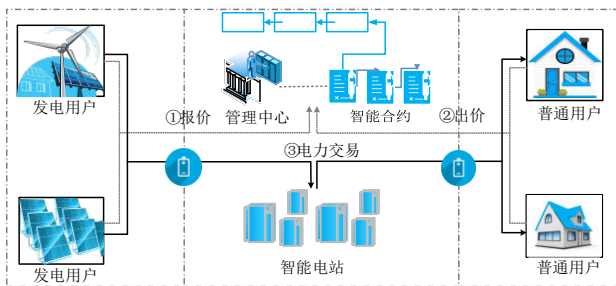 发电用户
①报价
管理中心
智能合约
②出价
普通用户
③电力交易
发电用户
智能电站
普通用户